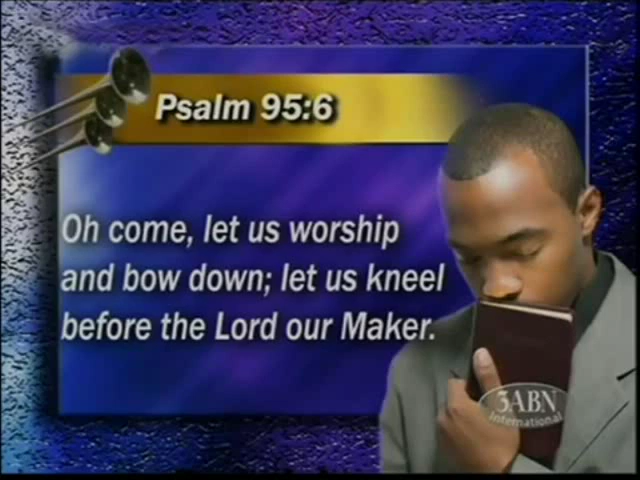 Psalm 95:6
Oh come, let us worship
and bow down; let us kneel
before the Lord our Maker.
3ABN
International